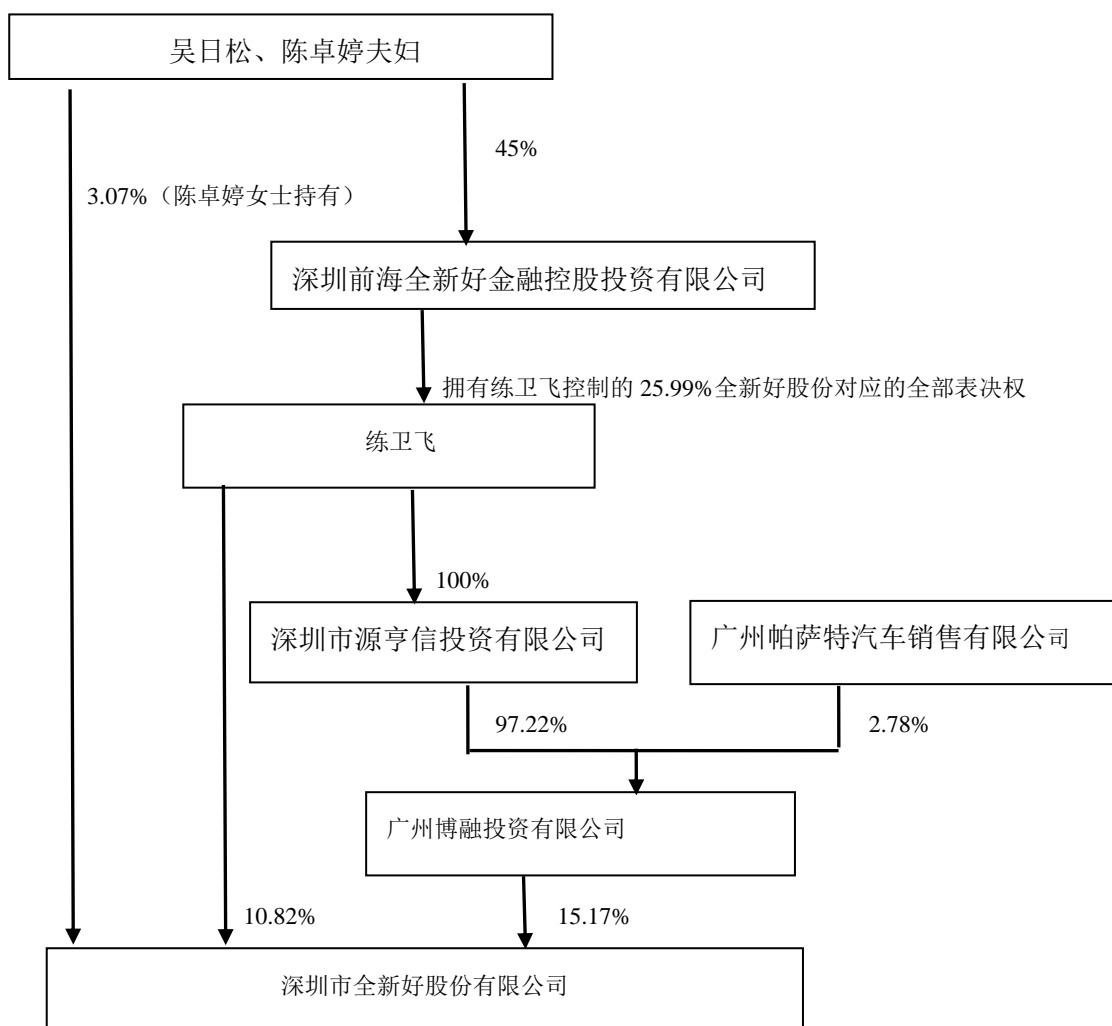 吴日松、陈卓婷夫妇
45%
3.07%（陈卓婷女士持有）
深圳前海全新好金融控股投资有限公司
拥有练卫飞控制的 25.99%全新好股份对应的全部表决权
练卫飞
100%
深圳市源亨信投资有限公司
广州帕萨特汽车销售有限公司
97.22%
2.78%
广州博融投资有限公司
10.82%
15.17%
深圳市全新好股份有限公司